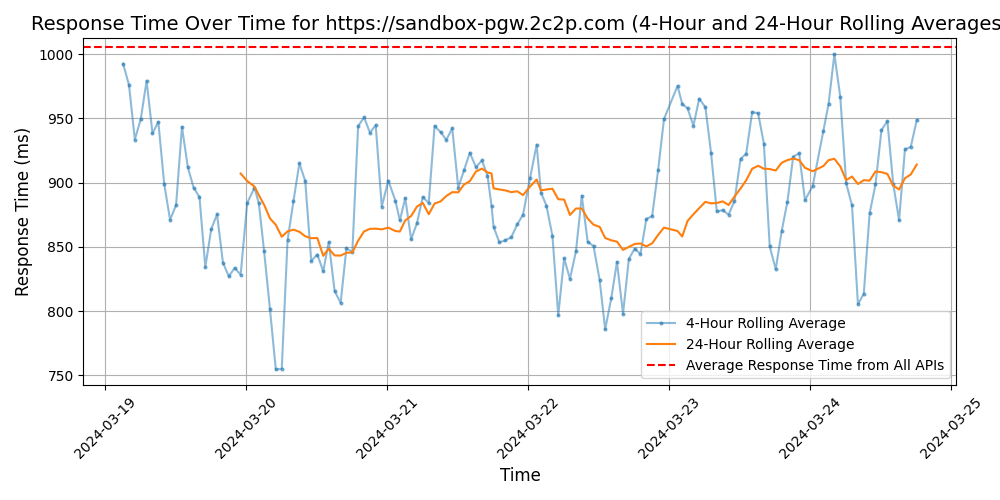 Response Time Over Time for https://sandbox-pgw.2c2p.com (4-Hour and 24-Hour Rolling Averages
Response Time (ms)
1000
950
900
850
800
750
4-Hour Rolling Average
24-Hour Rolling Average
Average Response Time from All APIs
2024-03-19
2024-03-20
2024-03-21
2024-03-22
2024-03-23
2024-03-24
2024-03-25
Time